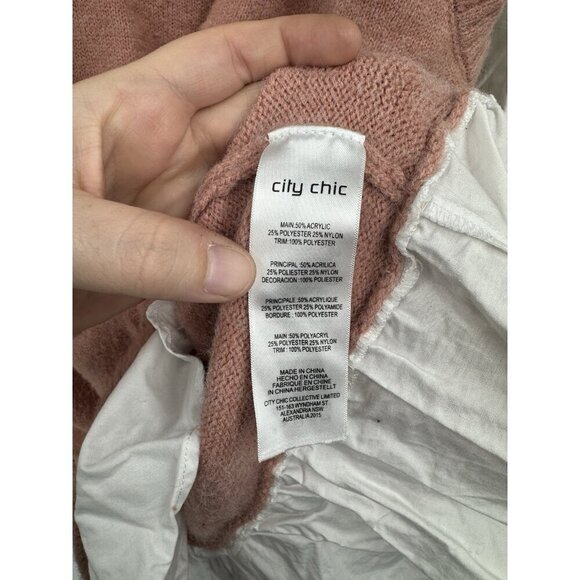 city chic
MAIN:50% ACRYLIC
25% POLYESTER 25% NYLON
TRIM:100% POLYESTER
PRINCIPAL :50% ACRILICA
25% POLIESTER 25% NYLON
DECORACION :100% POLIESTER
PRINCIPALE :50% ACRYLIQUE
25% POLYESTER 25% POLYAMIDE
BORDURE : 100% POLYESTER
MAIN :50% POLYACRYL
25% POLYESTER 25% NYLON
TRIM :100% POLYESTER
MADE IN CHINA
HECHO EN CHINA
FABRIQUE EN CHINE
IN CHINA HERGESTELLT
CITY CHIC COLLECTIVE LIMITED
151-163 WYNDHAM ST
ALEXANDRIA NSW
AUSTRALIA 2015